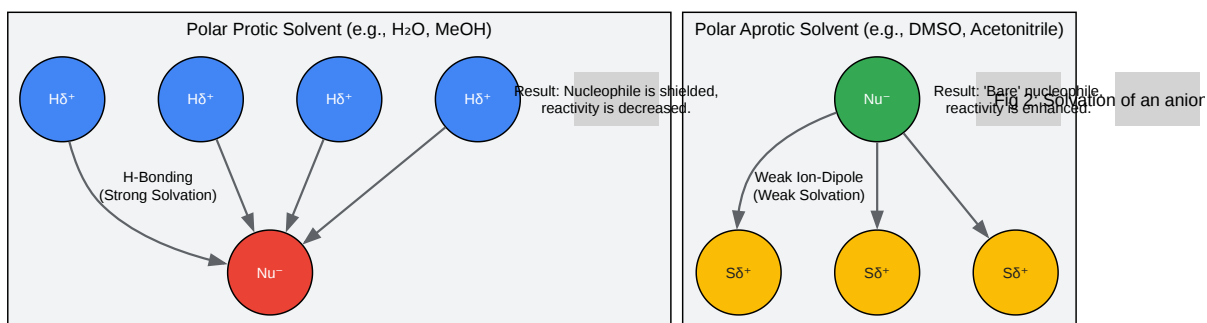 Polar Protic Solvent (e.g., H₂O, MeOH)
Hδ⁺
Hδ⁺
Hδ⁺
Hδ⁺
Result: Nucleophile is shielded,
reactivity is decreased.
H-Bonding
(Strong Solvation)
Nu⁻
Polar Aprotic Solvent (e.g., DMSO, Acetonitrile)
Nu⁻
Result: 'Bare' nucleophile,
reactivity is enhanced.
Fig 2: Solvation of an anion
Weak Ion-Dipole
(Weak Solvation)
Sδ⁺
Sδ⁺
Sδ⁺